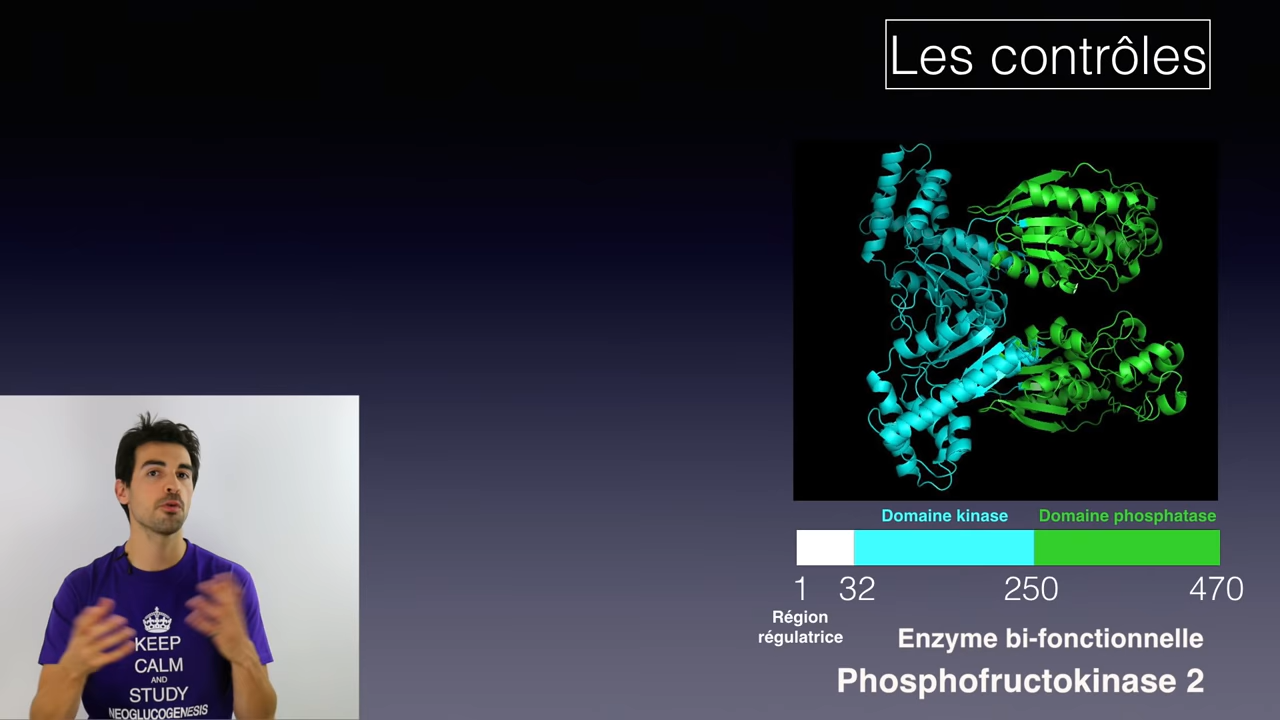 Les contrôles
Domaine kinase Domaine phosphatase
1 32 250 470
Région
régulatrice
Enzyme bi-fonctionnelle
Phosphofructokinase 2
KEEP
CALM
AND
STUDY
NEOGLUCOGENESIS